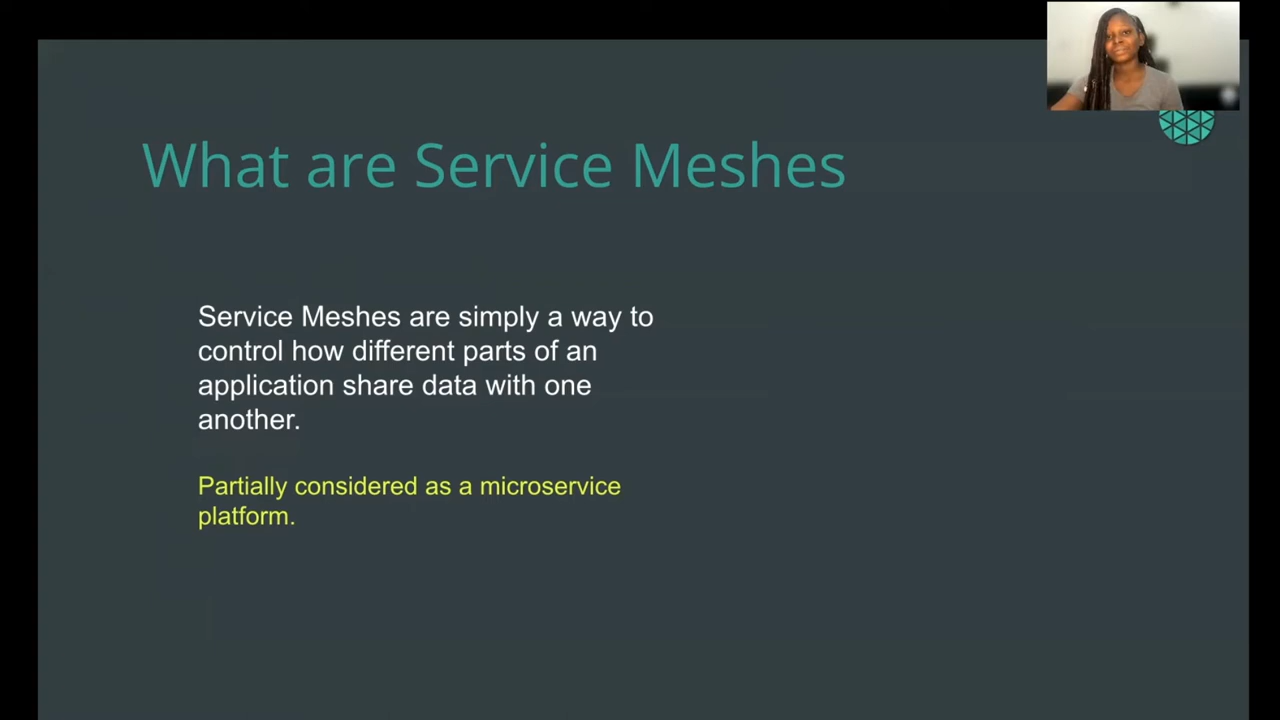 What are Service Meshes
Service Meshes are simply a way to
control how different parts of an
application share data with one
another.
Partially considered as a microservice
platform.